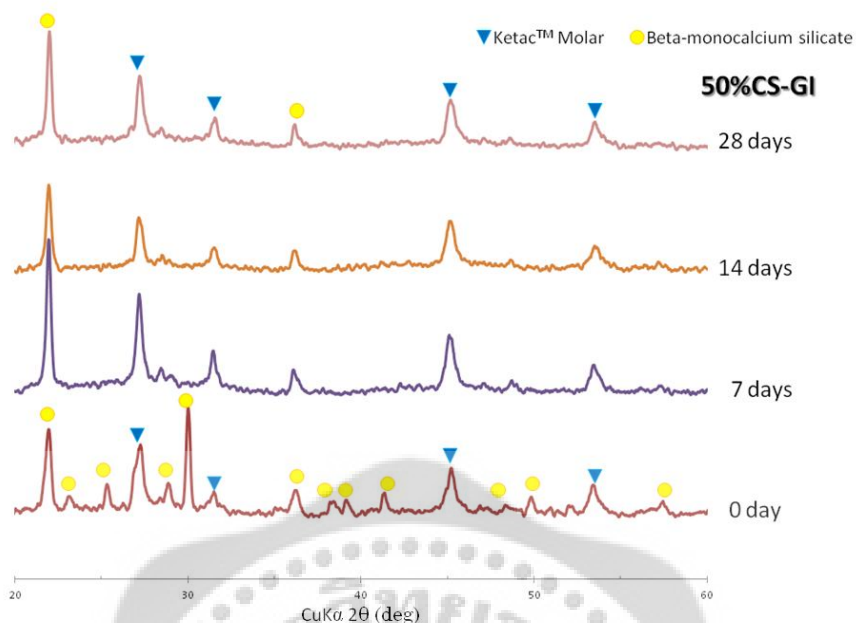 Ketac™ Molar
Beta-monocalcium silicate
50%CS-GI
28 days
14 days
7 days
0 day
20 30 40 50 60
CuKα 2θ (deg)